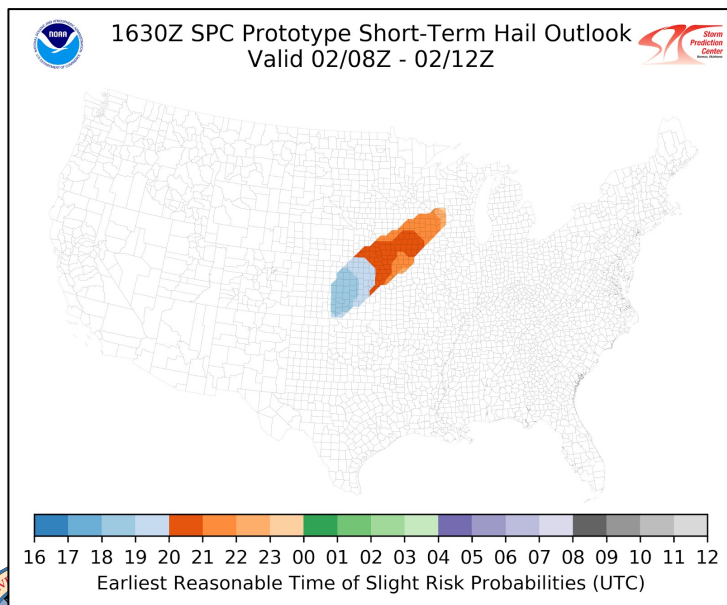 1630Z SPC Prototype Short-Term Hail Outlook
Valid 02/08Z - 02/12Z
NOAA
Storm
Prediction
Center
16 17 18 19 20 21 22 23 00 01 02 03 04 05 06 07 08 09 10 11 12
Earliest Reasonable Time of Slight Risk Probabilities (UTC)